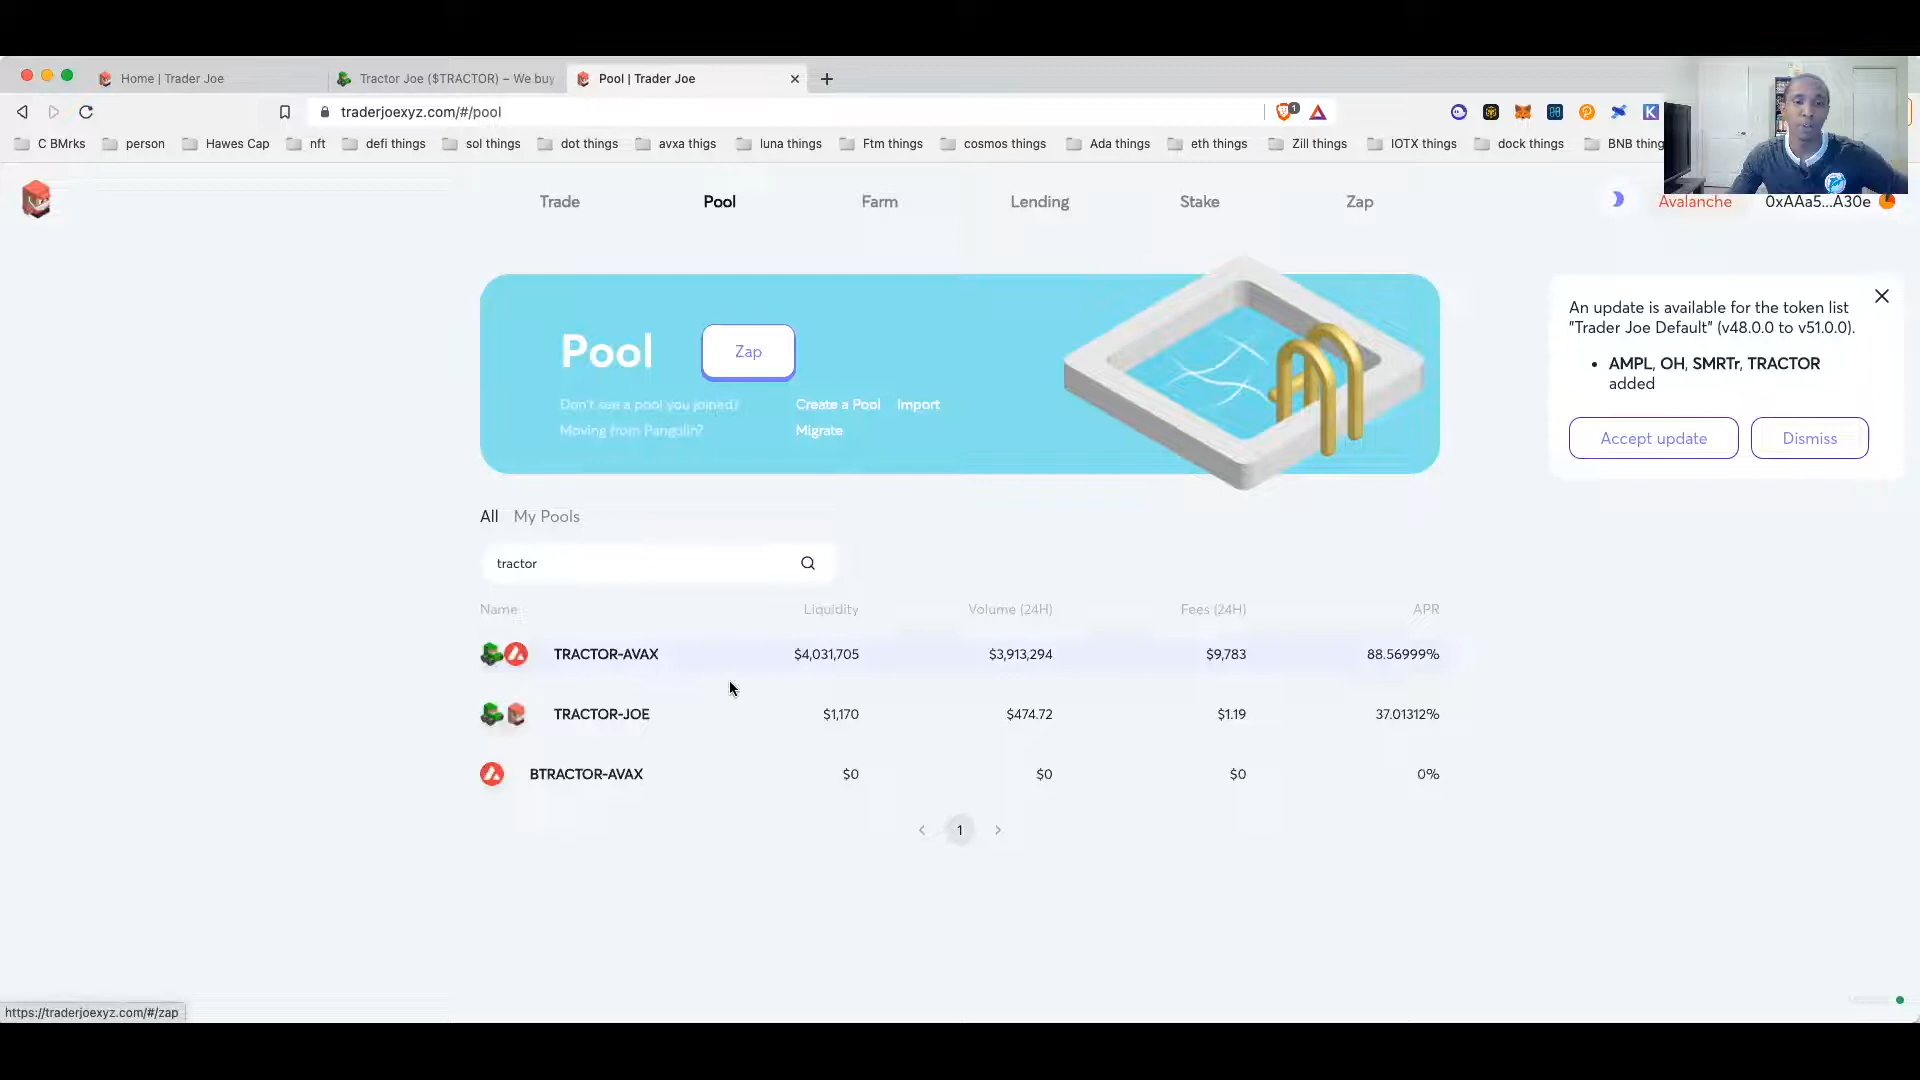 Home | Trader Joe
Tractor Joe ($TRACTOR) – We buy
Pool | Trader Joe
traderjoexyz.com/#/pool
1
C BMrks
person
Hawes Cap
nft
defi things
sol things
dot things
avxa thigs
luna things
Ftm things
cosmos things
Ada things
eth things
Zill things
IOTX things
dock things
BNB thing
Trade
Pool
Farm
Lending
Stake
Zap
Avalanche
0xAAa5...A30e
Pool
Zap
Don't see a pool you joined?
Create a Pool
Import
Moving from Pangolin?
Migrate
An update is available for the token list
"Trader Joe Default" (v48.0.0 to v51.0.0).
• AMPL, OH, SMRTr, TRACTOR
added
Accept update
Dismiss
All
My Pools
tractor
Name
Liquidity
Volume (24H)
Fees (24H)
APR
TRACTOR-AVAX
$4,031,705
$3,913,294
$9,783
88.56999%
TRACTOR-JOE
$1,170
$474.72
$1.19
37.01312%
BTRACTOR-AVAX
$0
$0
$0
0%
1
https://traderjoexyz.com/#/zap